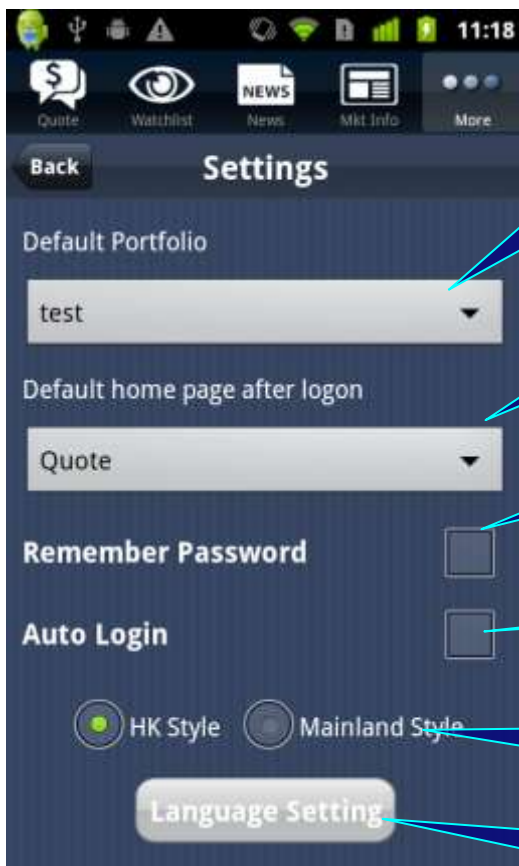 11:18
$
NEWS
Quote Watchlist News Mkt Info More
Back Settings
Default Portfolio
test
Default home page after logon
Quote
Remember Password
Auto Login
HK Style Mainland Style
Language Setting